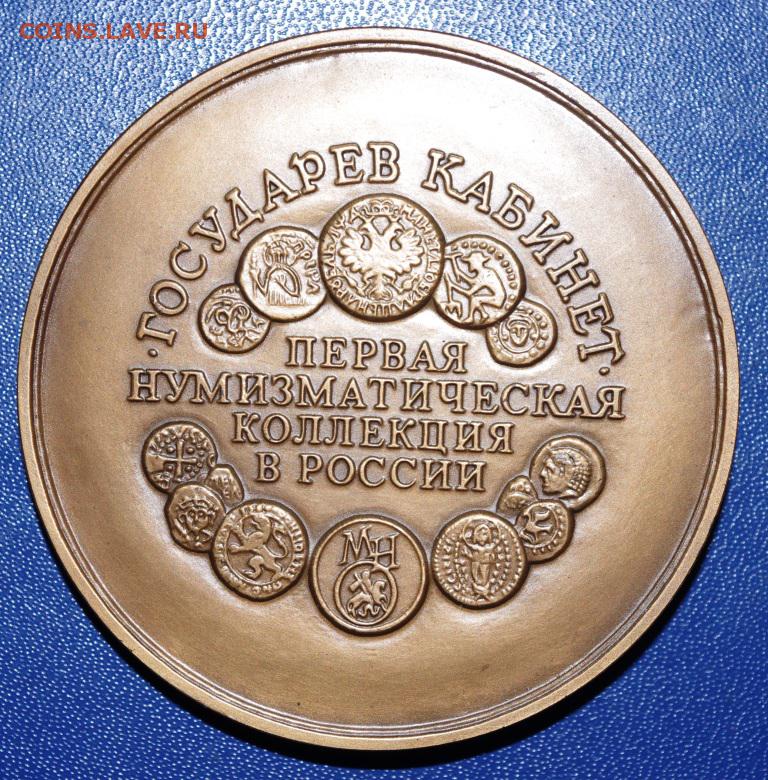 COINS.LAVE.RU
·ГОСУДАРЕВ КАБИНЕТ·
ПЕРВАЯ
НУМИЗМАТИЧЕСКАЯ
КОЛЛЕКЦИЯ
В РОССИИ
МН